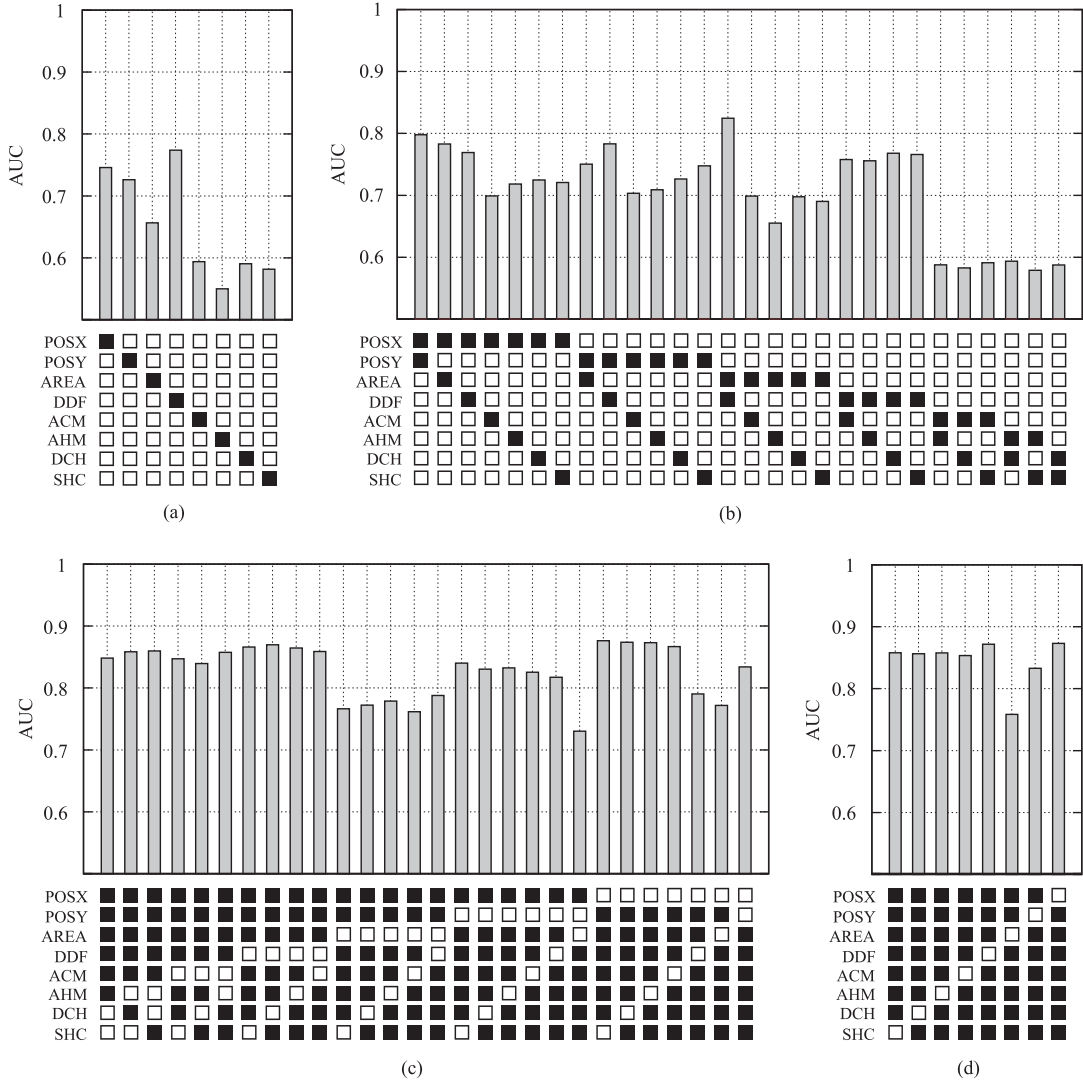 1
0.9
0.8
0.7
0.6
AUC
POSX
POSY
AREA
DDF
ACM
AHM
DCH
SHC
(a)
1
0.9
0.8
0.7
0.6
AUC
POSX
POSY
AREA
DDF
ACM
AHM
DCH
SHC
(b)
1
0.9
0.8
0.7
0.6
AUC
POSX
POSY
AREA
DDF
ACM
AHM
DCH
SHC
(c)
1
0.9
0.8
0.7
0.6
AUC
POSX
POSY
AREA
DDF
ACM
AHM
DCH
SHC
(d)